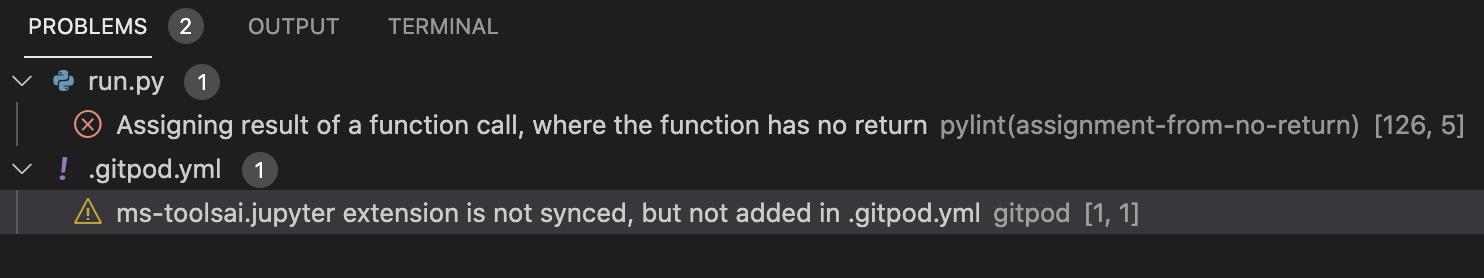 PROBLEMS 2 OUTPUT TERMINAL
run.py 1
Assigning result of a function call, where the function has no return pylint(assignment-from-no-return) [126, 5]
! .gitpod.yml 1
ms-toolsai.jupyter extension is not synced, but not added in .gitpod.yml gitpod [1, 1]